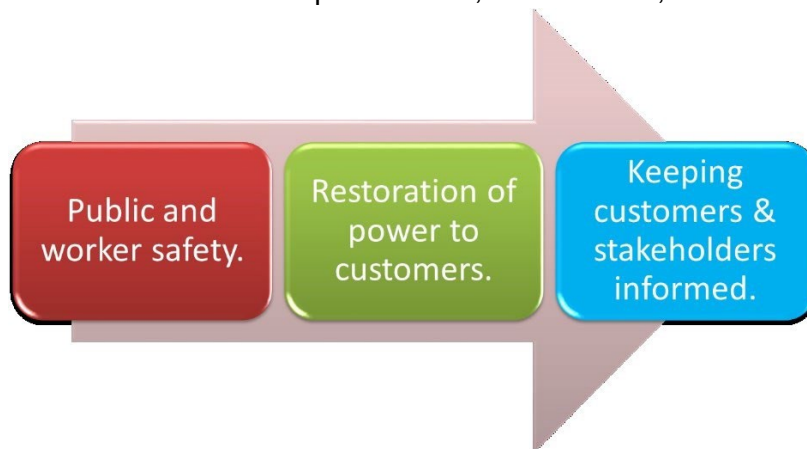 Public and
worker safety.
Restoration of
power to
customers.
Keeping
customers &
stakeholders
informed.